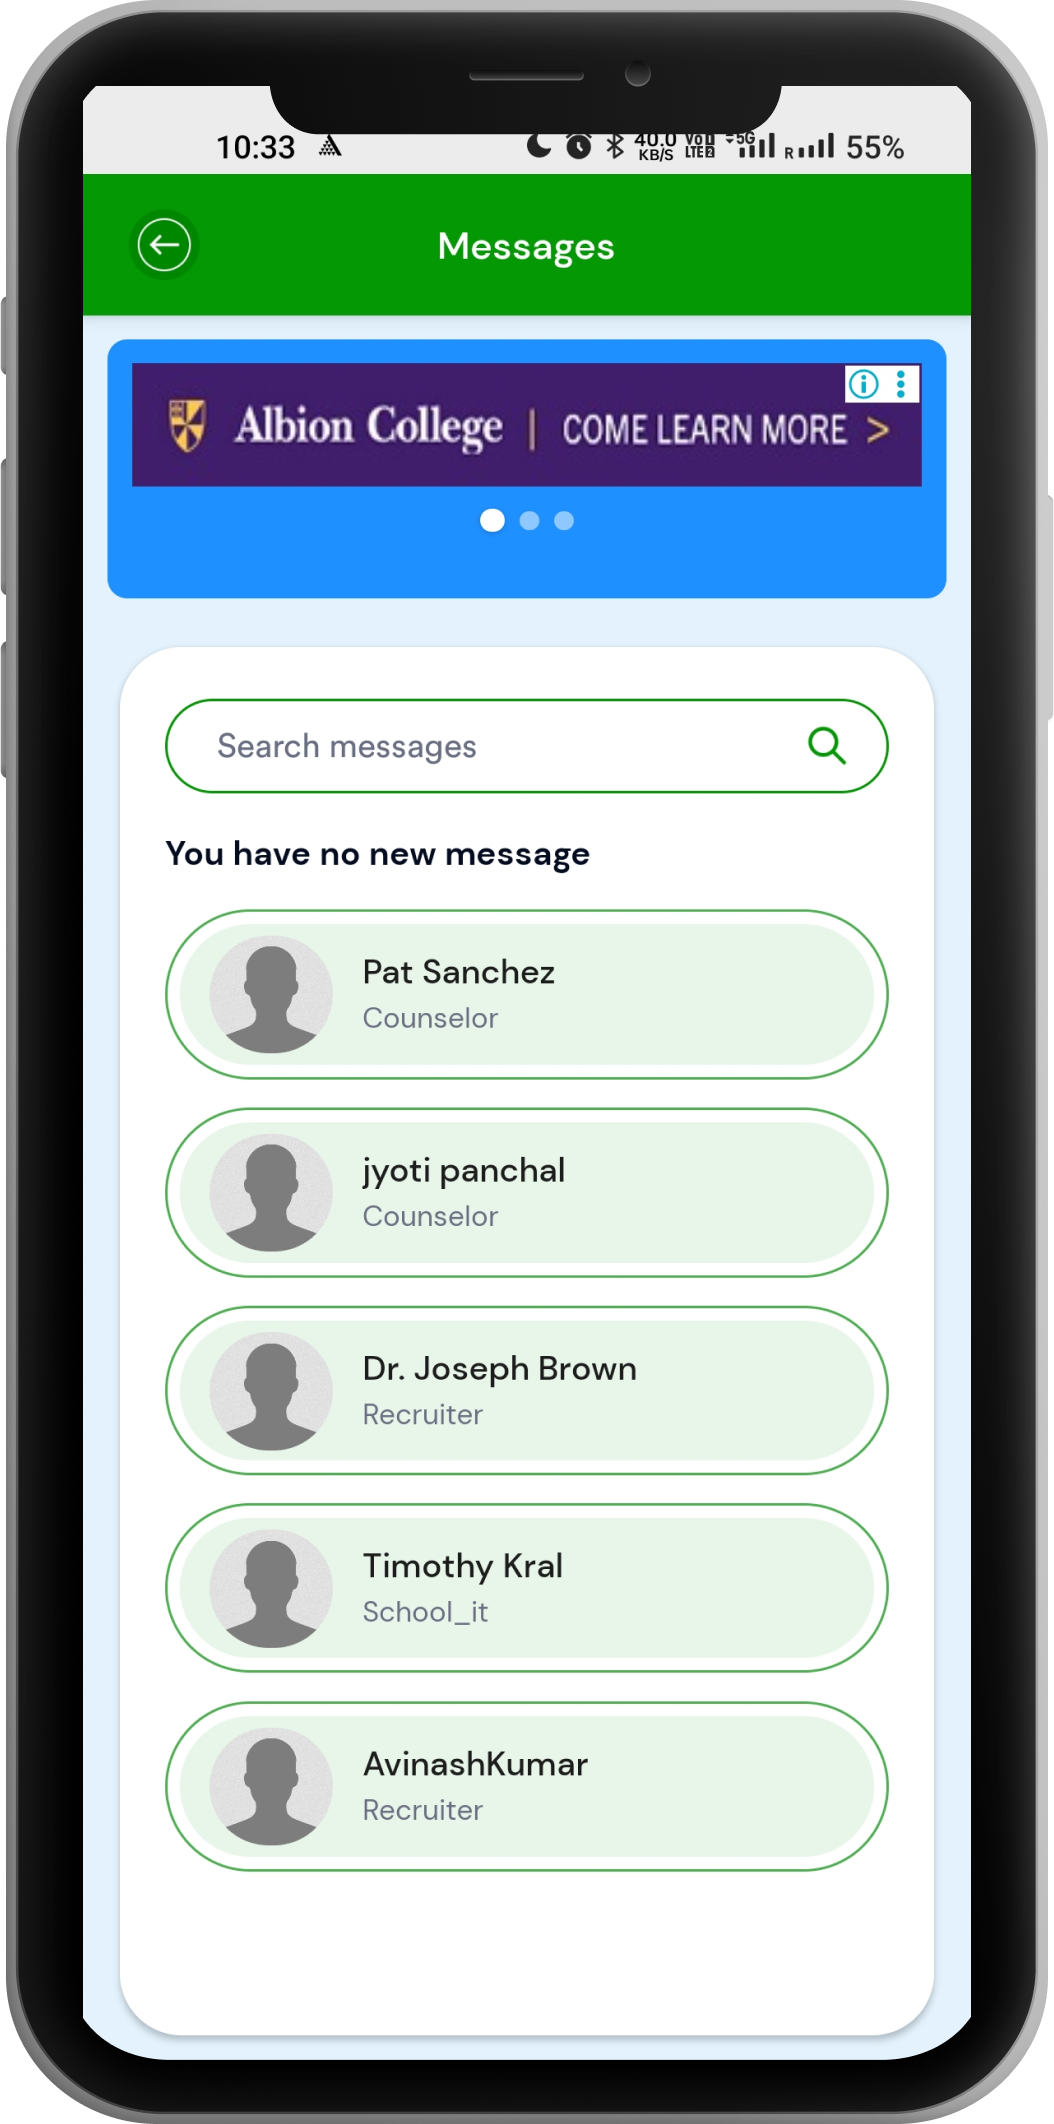 10:33 40.0 KB/S Vo 5G R 55%
LTE2
Messages
Albion College | COME LEARN MORE >
Search messages
You have no new message
Pat Sanchez
Counselor
jyoti panchal
Counselor
Dr. Joseph Brown
Recruiter
Timothy Kral
School_it
AvinashKumar
Recruiter